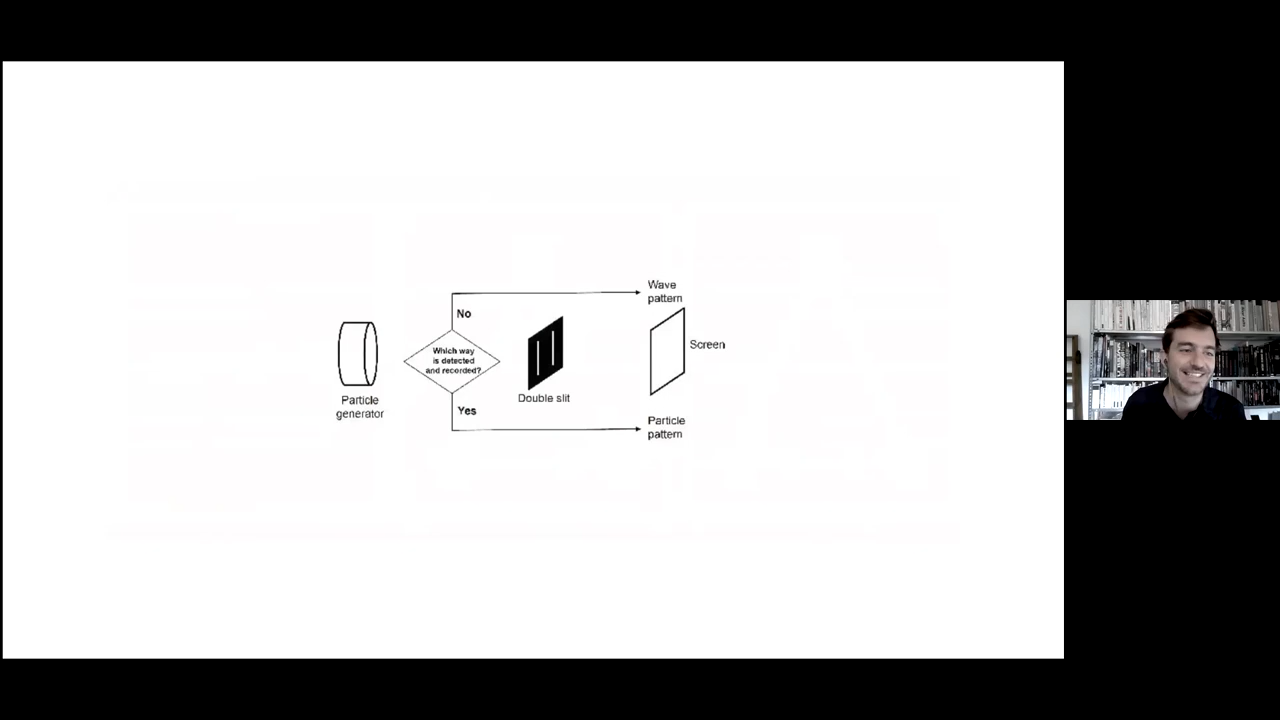 Wave
pattern
No
Which way
is detected
and recorded?
Screen
Double slit
Particle
generator
Yes
Particle
pattern